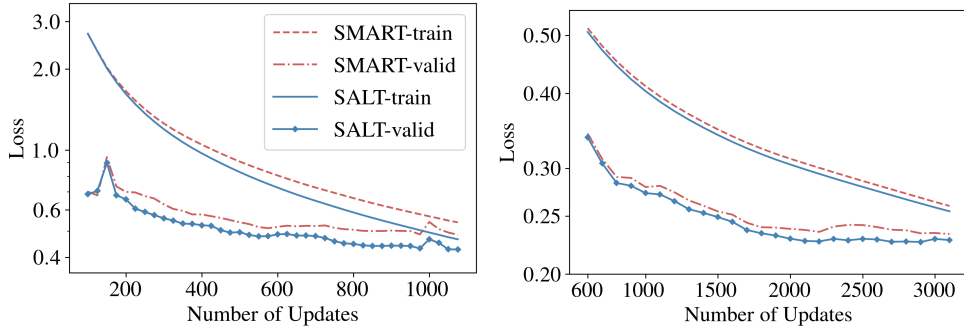 3.0
2.0
1.0
0.6
0.4
Loss
200
400
600
800
1000
Number of Updates
SMART-train
SMART-valid
SALT-train
SALT-valid
0.50
0.40
0.30
0.25
0.20
Loss
600
1000
1500
2000
2500
3000
Number of Updates